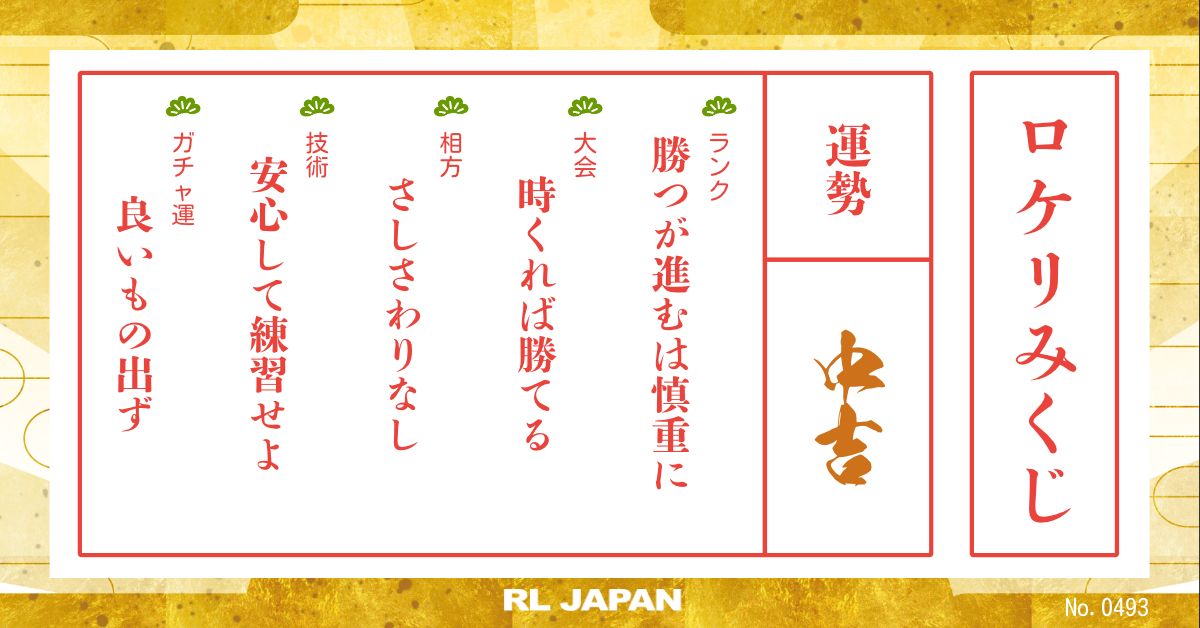 ロケリみくじ
運勢
中吉
ランク
勝つが進むは慎重に
大会
時くれば勝てる
相方
さしさわりなし
技術
安心して練習せよ
ガチャ運
良いもの出ず
RL JAPAN
No. 0493